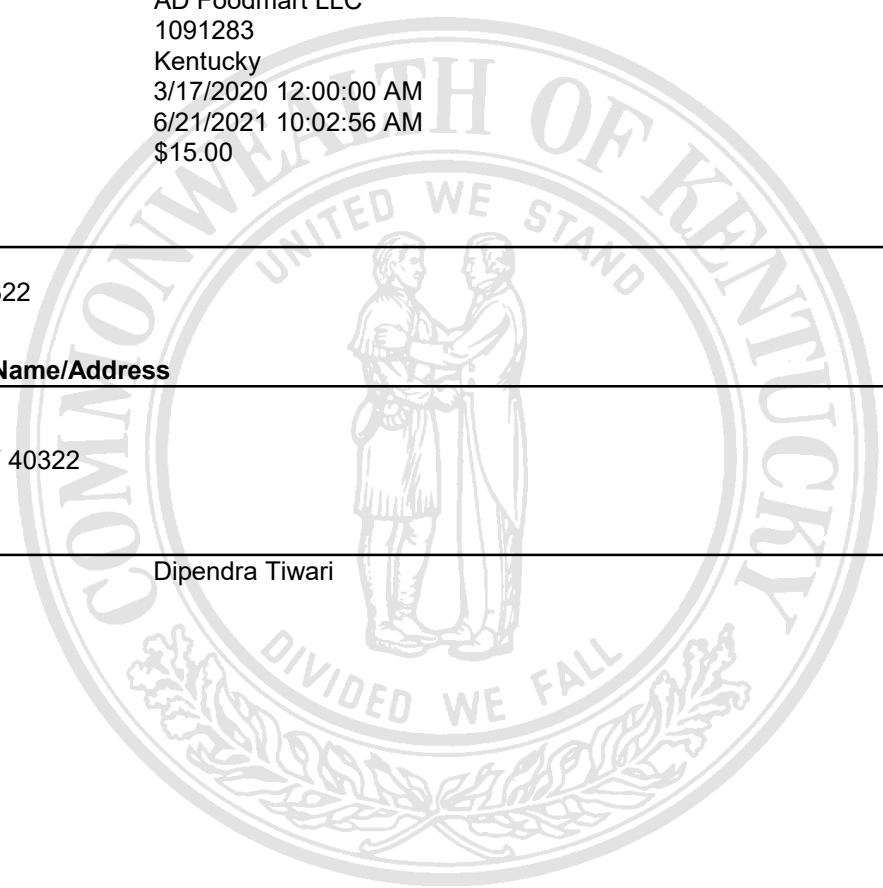 AD Foodmart LLC
1091283
Kentucky
3/17/2020 12:00:00 AM
6/21/2021 10:02:56 AM
$15.00
COMMONWEALTH OF KENTUCKY
UNITED WE STAND
22
Name/Address
40322
Dipendra Tiwari
DIVIDED WE FALL